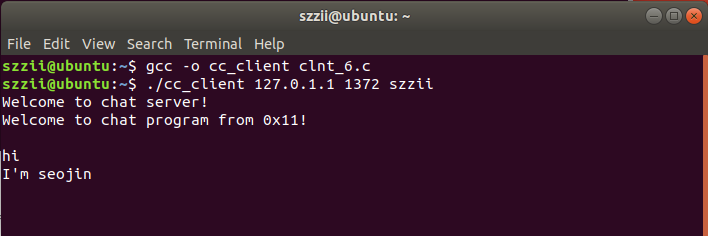 szzii@ubuntu: ~
File Edit View Search Terminal Help
szzii@ubuntu:~$ gcc -o cc_client clnt_6.c
szzii@ubuntu:~$ ./cc_client 127.0.1.1 1372 szzii
Welcome to chat server!
Welcome to chat program from 0x11!
hi
I'm seojin